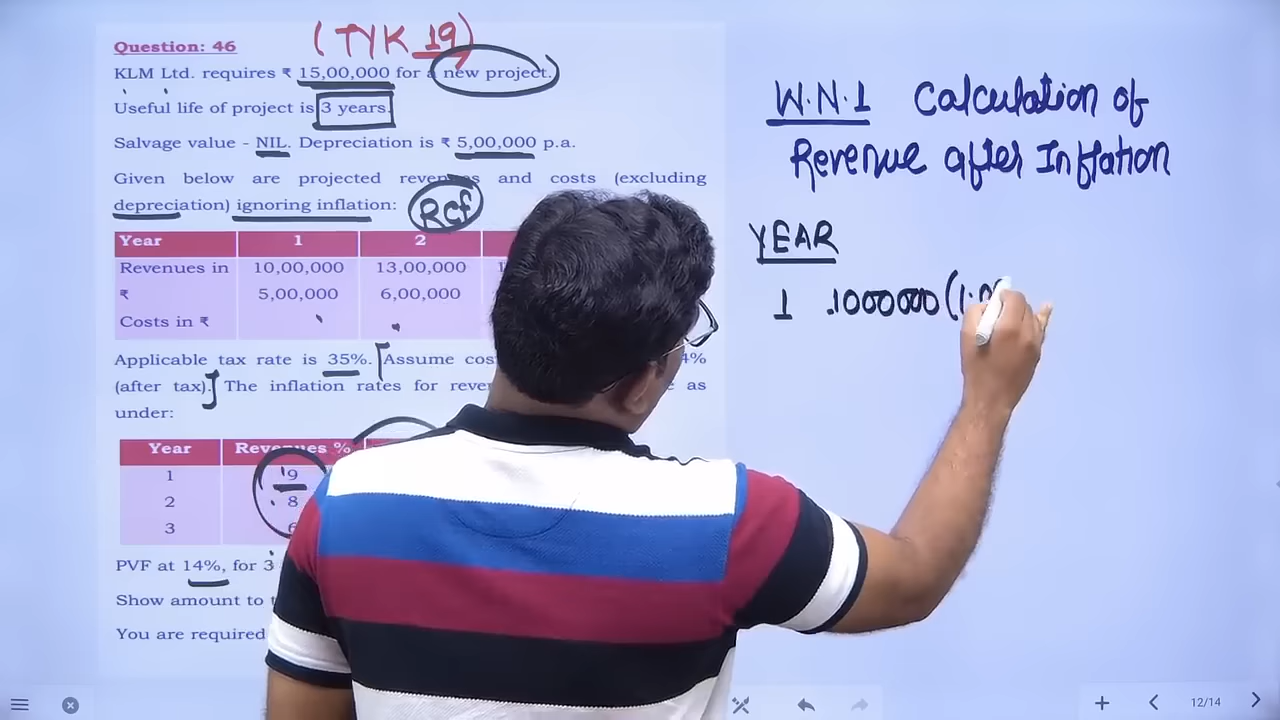 Question: 46
(TYK 19)
KLM Ltd. requires ₹ 15,00,000 for a new project.
Useful life of project is 3 years.
Salvage value - NIL. Depreciation is ₹ 5,00,000 p.a.
Given below are projected revenues and costs (excluding
depreciation) ignoring inflation:
Rcf
Year 1 2
Revenues in 10,00,000 13,00,000
₹ 5,00,000 6,00,000
Costs in ₹
Applicable tax rate is 35%. Assume 4%
(after tax). The inflation rates for as
under:
Year Revenues %
1 9
2 8
3
PVF at 14%, for 3
Show amount to
You are required
W.N.1 Calculation of
Revenue after Inflation
YEAR
1 1000000(1.0
12/14